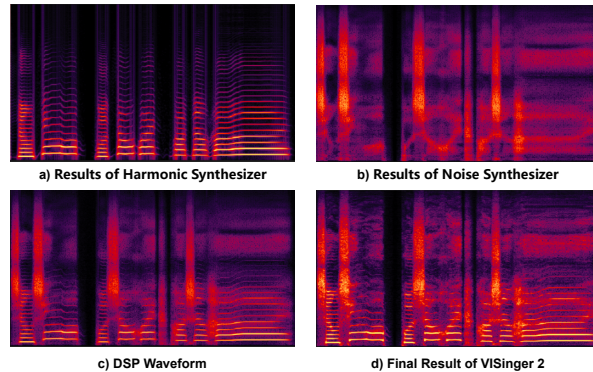 a) Results of Harmonic Synthesizer
b) Results of Noise Synthesizer
c) DSP Waveform
d) Final Result of VISinger 2